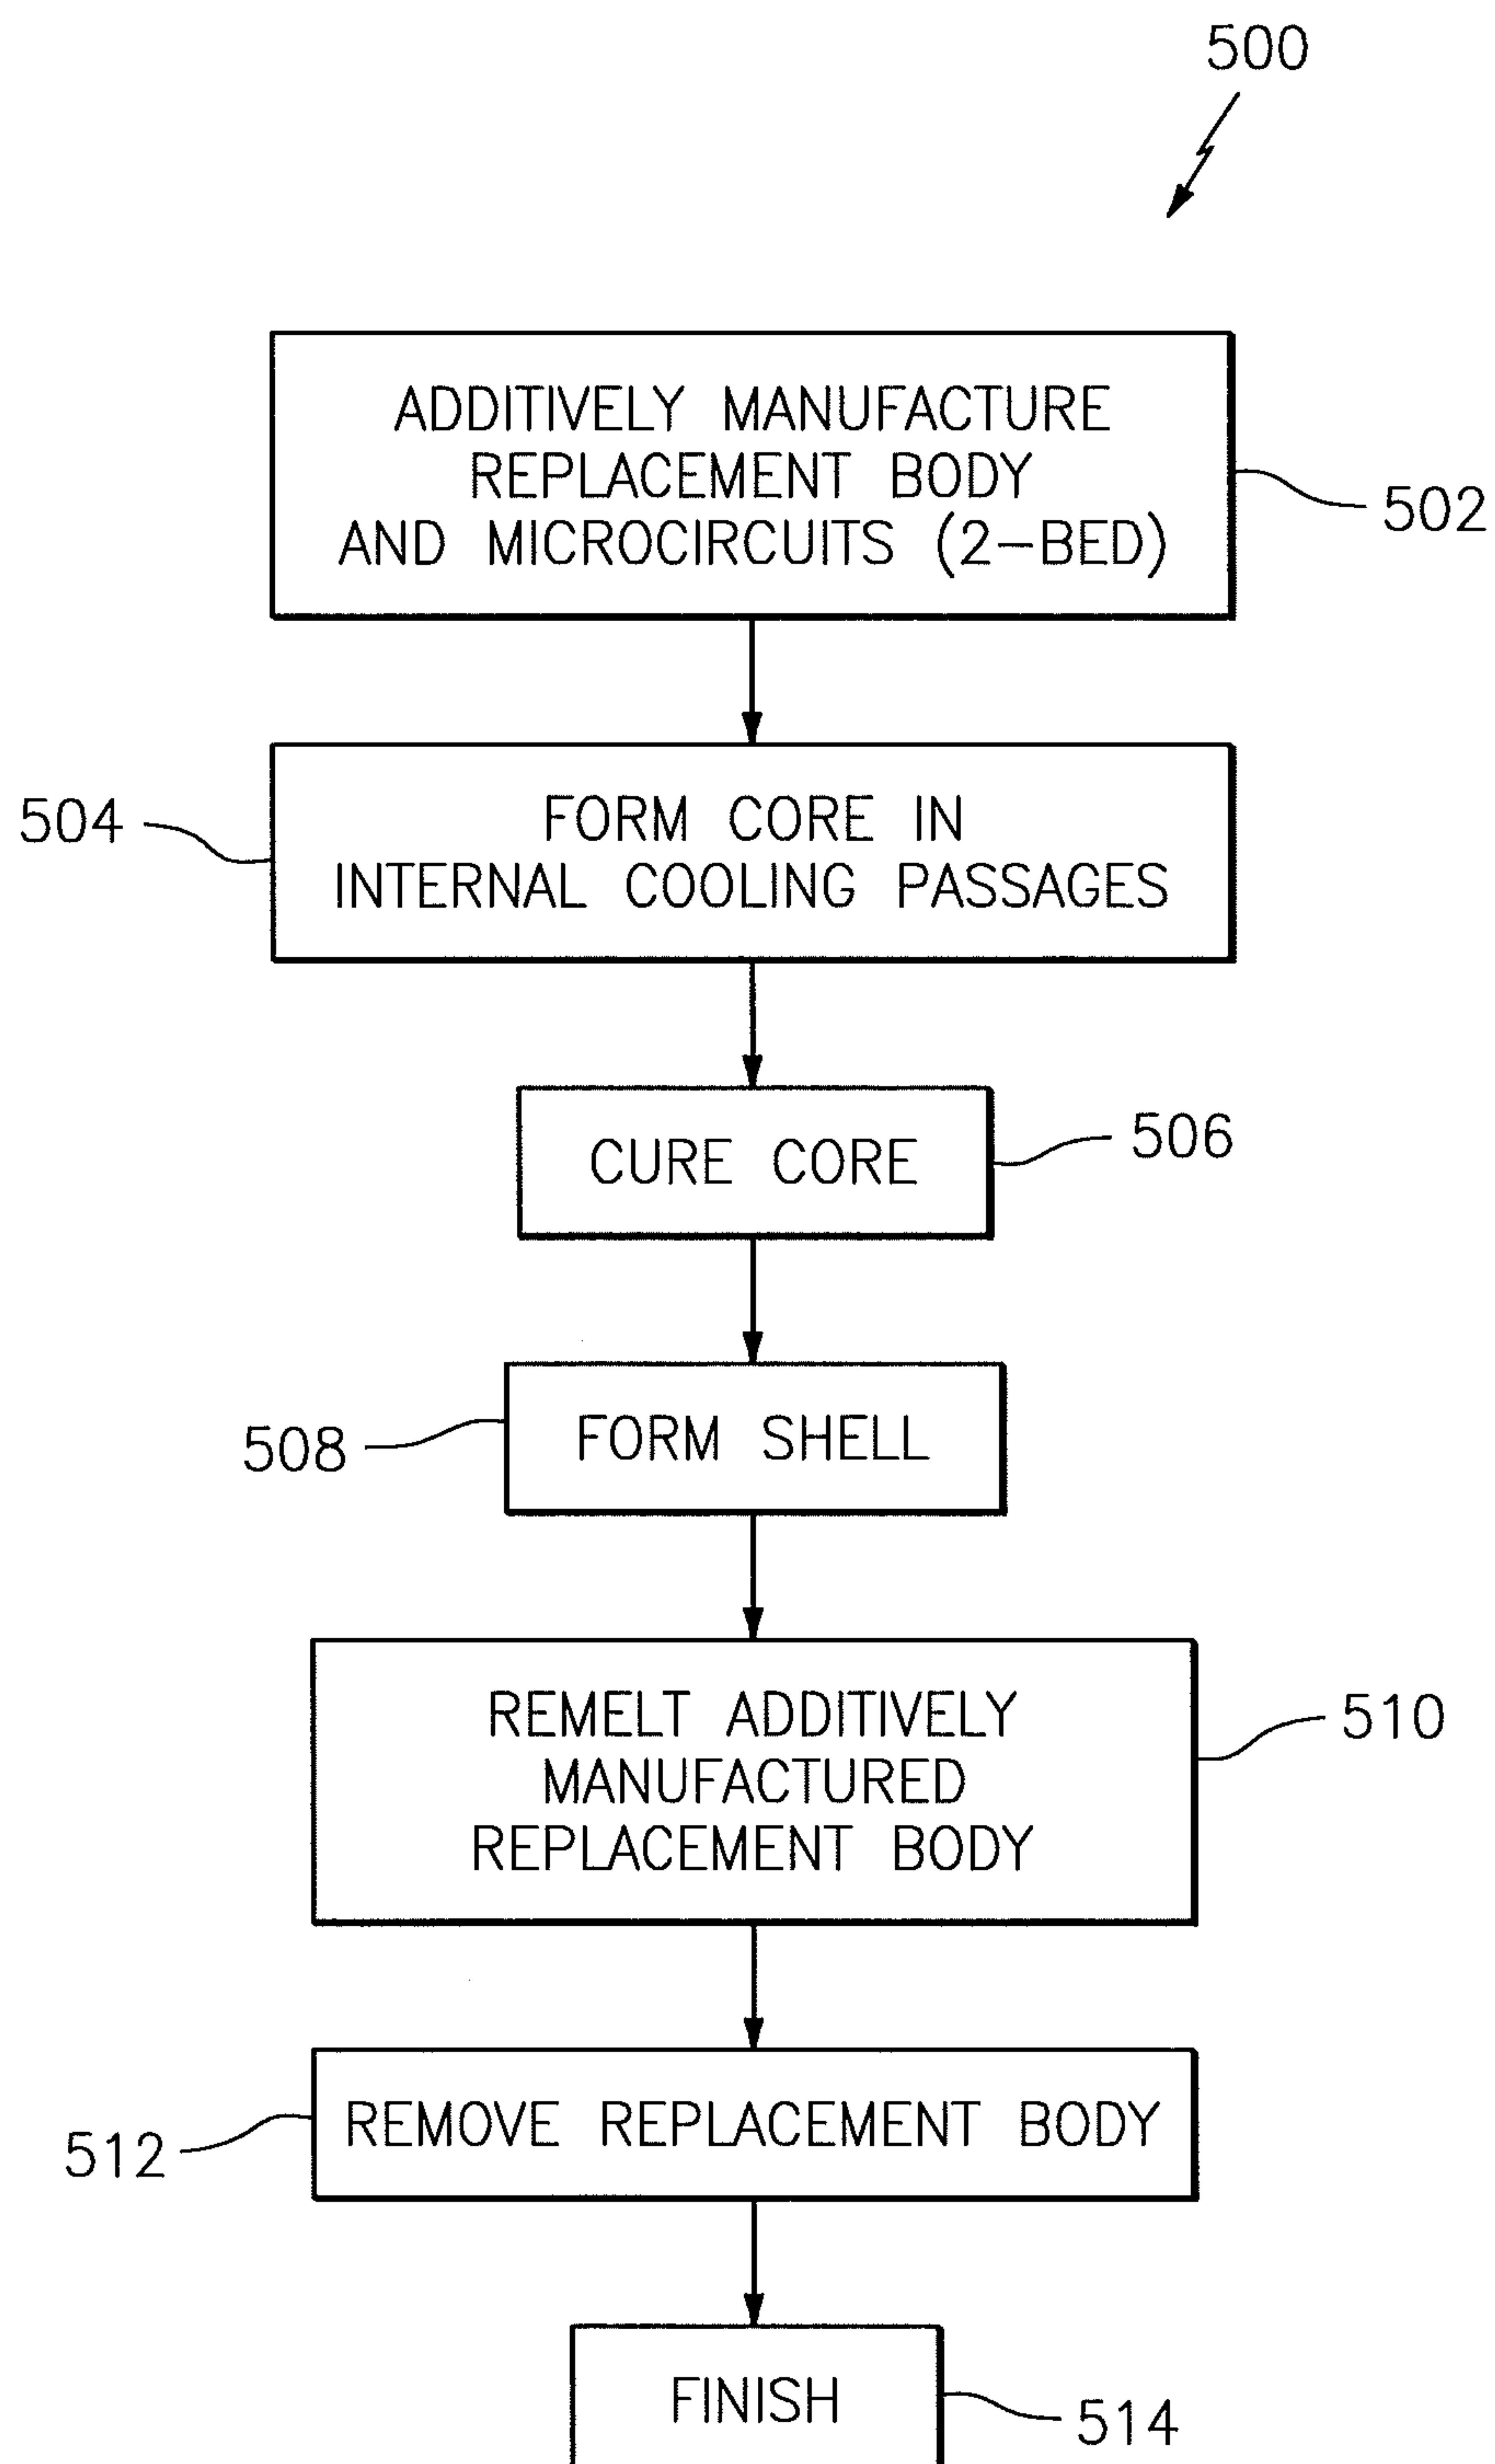 500
ADDITIVELY MANUFACTURE
REPLACEMENT BODY
AND MICROCIRCUITS (2-BED)
502
FORM CORE IN
INTERNAL COOLING PASSAGES
504
CURE CORE
506
FORM SHELL
508
REMELT ADDITIVELY
MANUFACTURED
REPLACEMENT BODY
510
REMOVE REPLACEMENT BODY
512
FINISH
514